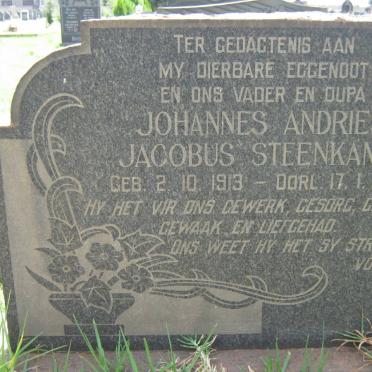 TER GEDAGTENIS AAN
MY DIERBARE EGGENOOT
EN ONS VADER EN OUPA
JOHANNES ANDRIE
JACOBUS STEENKAM
GEB. 2. 10. 1913 – OORL. 17. 1.
HY HET VIR ONS GEWERK, GESORG, G
GEWAAK, EN LIEFGEHAD.
ONS WEET HY HET SY STR
VO